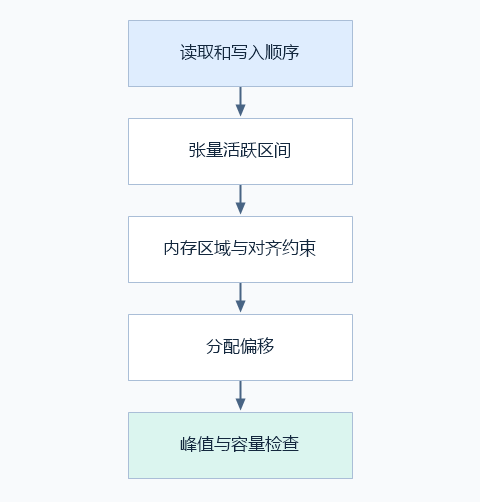 读取和写入顺序
张量活跃区间
内存区域与对齐约束
分配偏移
峰值与容量检查